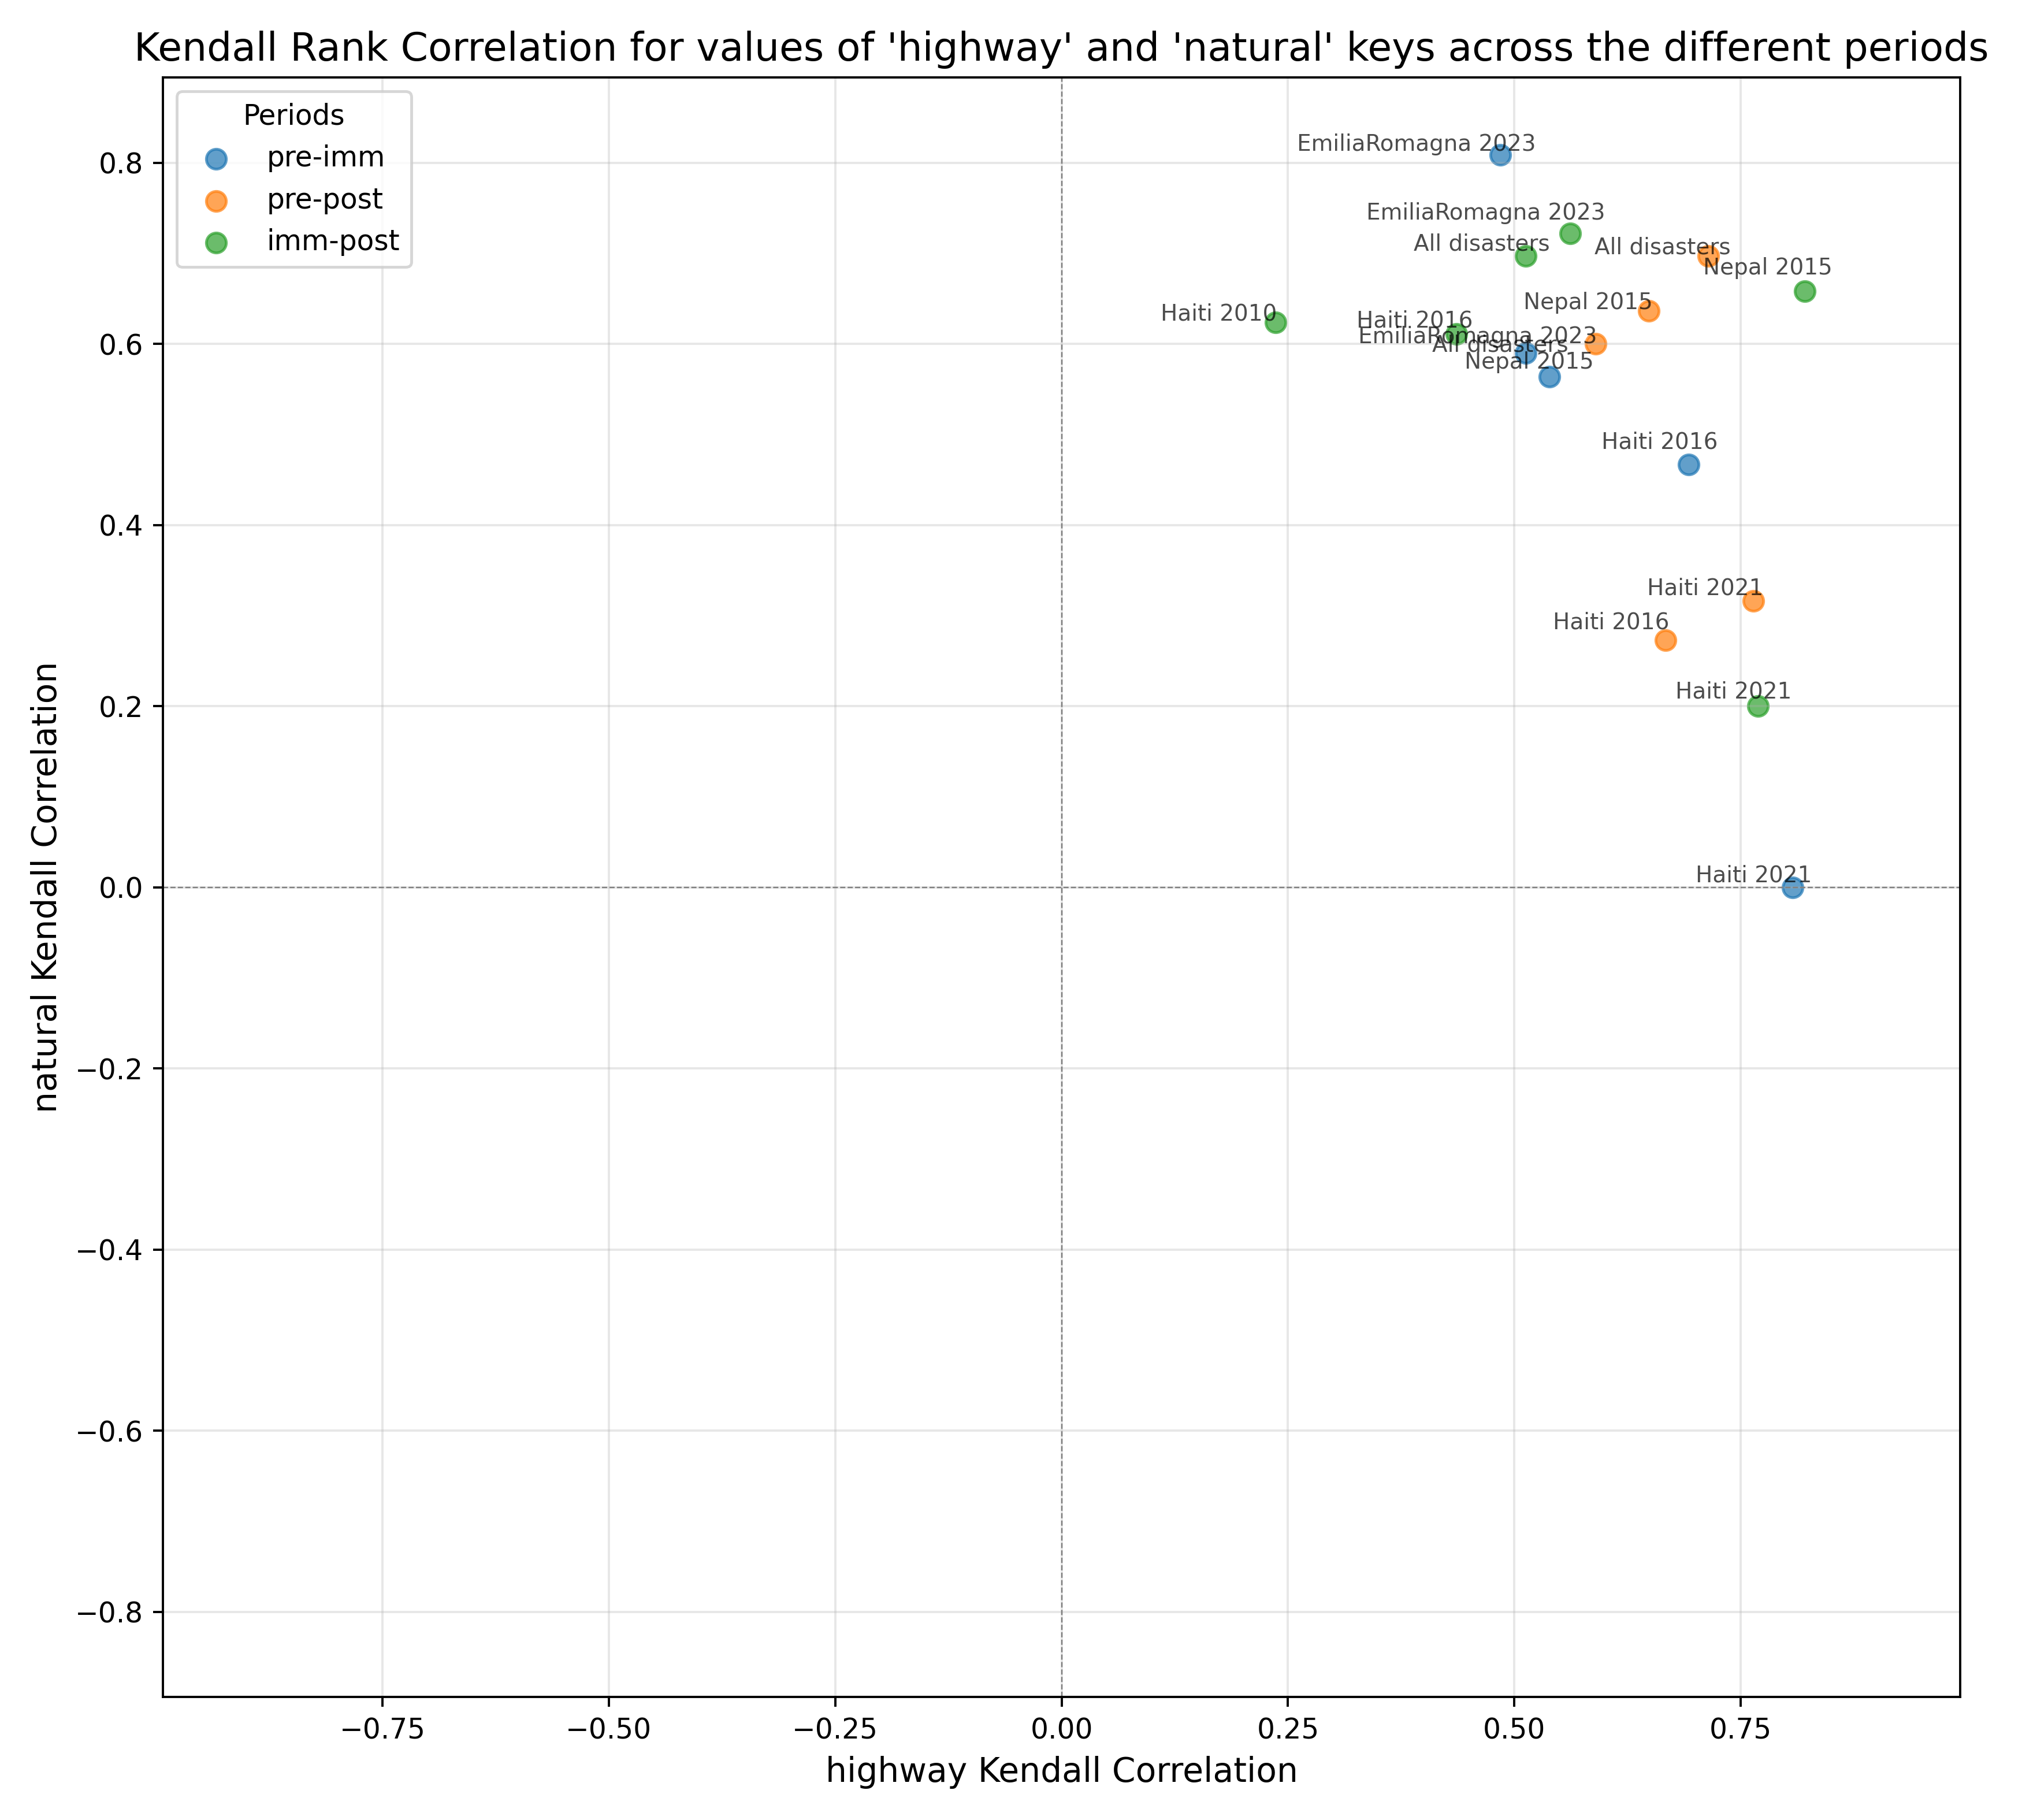 Kendall Rank Correlation for values of 'highway' and 'natural' keys across the different periods
Periods
pre-imm
pre-post
imm-post
EmiliaRomagna 2023
EmiliaRomagna 2023
All disasters
All disasters
Nepal 2015
Nepal 2015
Haiti 2010
Haiti 2016
EmiliaRomagna 2023
All disasters
Nepal 2015
Haiti 2016
Haiti 2021
Haiti 2016
Haiti 2021
Haiti 2021
0.8
0.6
0.4
0.2
0.0
−0.2
−0.4
−0.6
−0.8
natural Kendall Correlation
−0.75
−0.50
−0.25
0.00
0.25
0.50
0.75
highway Kendall Correlation